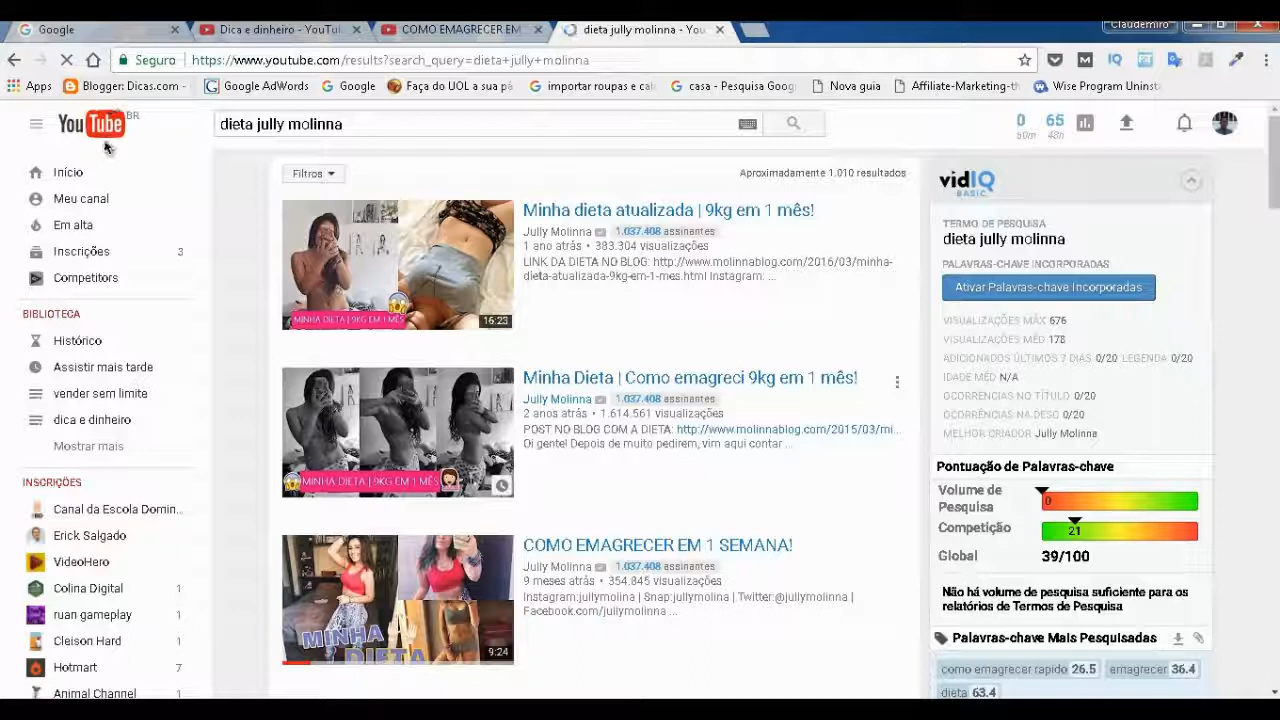 Google
Dica e dinheiro - YouTul
COMO EMAGRECER EM
dieta jully molinna - You
Claudemiro
Seguro
https://www.youtube.com/results?search_query=dieta+jully+molinna
Apps
Blogger: Dicas.com -
Google AdWords
Google
Faça do UOL a sua pá
importar roupas e cal
casa - Pesquisa Goog
Nova guia
Affiliate-Marketing-th
Wise Program Uninst
YouTube BR
dieta jully molinna
0
60m
65
48h
Início
Meu canal
Em alta
Inscrições 3
Competitors
BIBLIOTECA
Histórico
Assistir mais tarde
vender sem limite
dica e dinheiro
Mostrar mais
INSCRIÇÕES
Canal da Escola Domin...
Erick Salgado
VideoHero
Colina Digital 1
ruan gameplay 1
Cleison Hard 1
Hotmart 7
Animal Channel 1
Filtros
Aproximadamente 1.010 resultados
MINHA DIETA | 9KG EM 1 MÊS
16:23
Minha dieta atualizada | 9kg em 1 mês!
Jully Molinna 1.037.408 assinantes
1 ano atrás • 383.304 visualizações
LINK DA DIETA NO BLOG: http://www.molinnablog.com/2016/03/minha-
dieta-atualizada-9kg-em-1-mes.html Instagram: ...
MINHA DIETA | 9KG EM 1 MÊS
Minha Dieta | Como emagreci 9kg em 1 mês!
Jully Molinna 1.037.408 assinantes
2 anos atrás • 1.614.561 visualizações
POST NO BLOG COM A DIETA: http://www.molinnablog.com/2015/03/mi...
Oi gente! Depois de muito pedirem, vim aqui contar ...
MINHA
DIETA
9:24
COMO EMAGRECER EM 1 SEMANA!
Jully Molinna 1.037.408 assinantes
9 meses atrás • 354.845 visualizações
Instagram:jullymolina | Snap:jullymolina | Twitter:@jullymolinna |
Facebook.com/jullymolinna ...
vidIQ
BASIC
TERMO DE PESQUISA
dieta jully molinna
PALAVRAS-CHAVE INCORPORADAS
Ativar Palavras-chave Incorporadas
VISUALIZAÇÕES MÁX 676
VISUALIZAÇÕES MÉD 178
ADICIONADOS ÚLTIMOS 7 DIAS 0/20 LEGENDA 0/20
IDADE MÉD N/A
OCORRENCIAS NO TÍTULO 0/20
OCORRÊNCIAS NA DESC 0/20
MELHOR CRIADOR Jully Molinna
Pontuação de Palavras-chave
Volume de
Pesquisa
0
Competição
21
Global 39/100
Não há volume de pesquisa suficiente para os
relatórios de Termos de Pesquisa
Palavras-chave Mais Pesquisadas
como emagrecer rapido 26.5
emagrecer 36.4
dieta 63.4